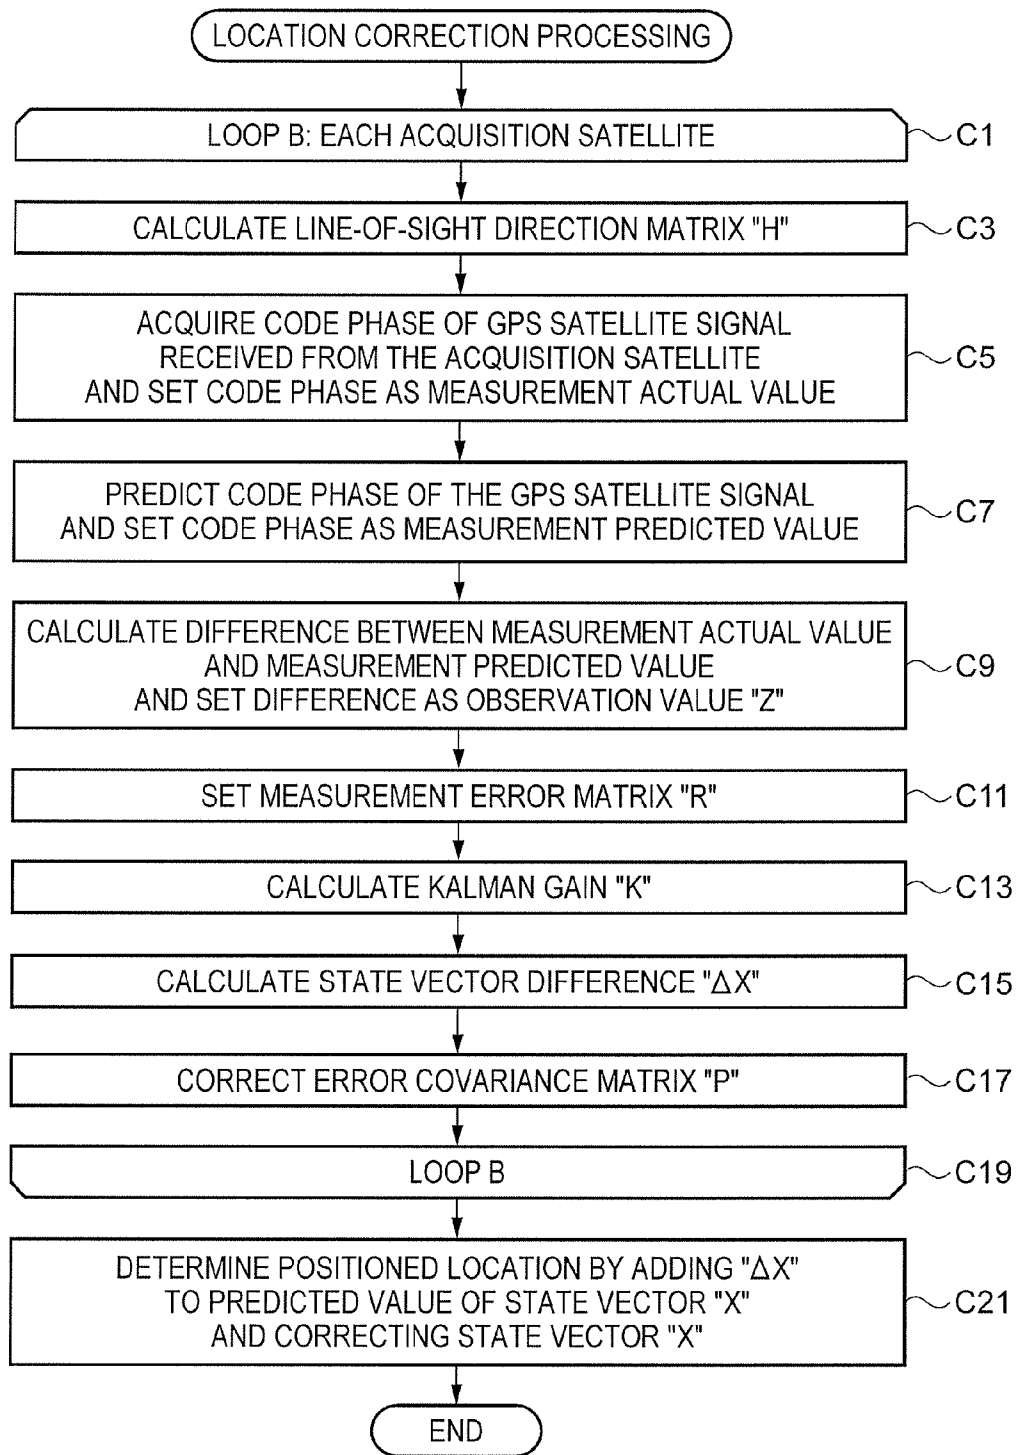 LOCATION CORRECTION PROCESSING
LOOP B: EACH ACQUISITION SATELLITE
C1
CALCULATE LINE-OF-SIGHT DIRECTION MATRIX "H"
C3
ACQUIRE CODE PHASE OF GPS SATELLITE SIGNAL
RECEIVED FROM THE ACQUISITION SATELLITE
AND SET CODE PHASE AS MEASUREMENT ACTUAL VALUE
C5
PREDICT CODE PHASE OF THE GPS SATELLITE SIGNAL
AND SET CODE PHASE AS MEASUREMENT PREDICTED VALUE
C7
CALCULATE DIFFERENCE BETWEEN MEASUREMENT ACTUAL VALUE
AND MEASUREMENT PREDICTED VALUE
AND SET DIFFERENCE AS OBSERVATION VALUE "Z"
C9
SET MEASUREMENT ERROR MATRIX "R"
C11
CALCULATE KALMAN GAIN "K"
C13
CALCULATE STATE VECTOR DIFFERENCE "ΔX"
C15
CORRECT ERROR COVARIANCE MATRIX "P"
C17
LOOP B
C19
DETERMINE POSITIONED LOCATION BY ADDING "ΔX"
TO PREDICTED VALUE OF STATE VECTOR "X"
AND CORRECTING STATE VECTOR "X"
C21
END